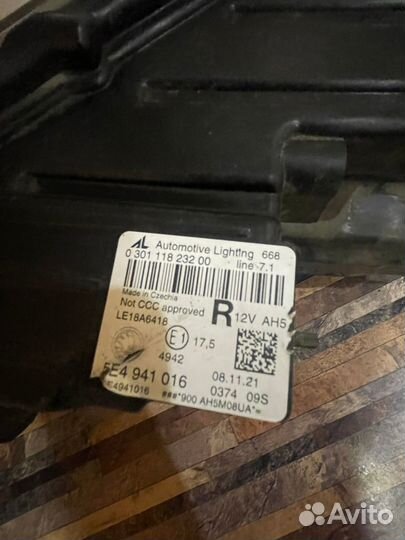 AL Automotive Lighting 668
0 301 118 232 00 line 7.1
Made in Czechia
Not CCC approved
LE18A6418
R 12V AH5
E1 17,5
4942
5E4 941 016 08.11.21
E4941016 0374 09S
###*900 AH5M08UA*=
Avito